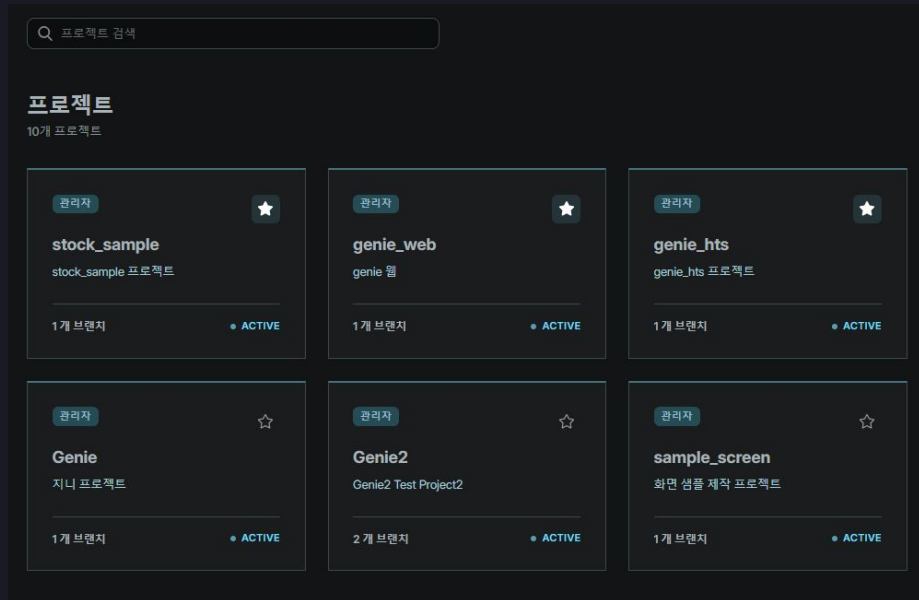 프로젝트 검색
프로젝트
10개 프로젝트
관리자
stock_sample
stock_sample 프로젝트
1개 브랜치
ACTIVE
관리자
genie_web
genie 웹
1개 브랜치
ACTIVE
관리자
genie_hts
genie_hts 프로젝트
1개 브랜치
ACTIVE
관리자
Genie
지니 프로젝트
1개 브랜치
ACTIVE
관리자
Genie2
Genie2 Test Project2
2개 브랜치
ACTIVE
관리자
sample_screen
화면 샘플 제작 프로젝트
1개 브랜치
ACTIVE